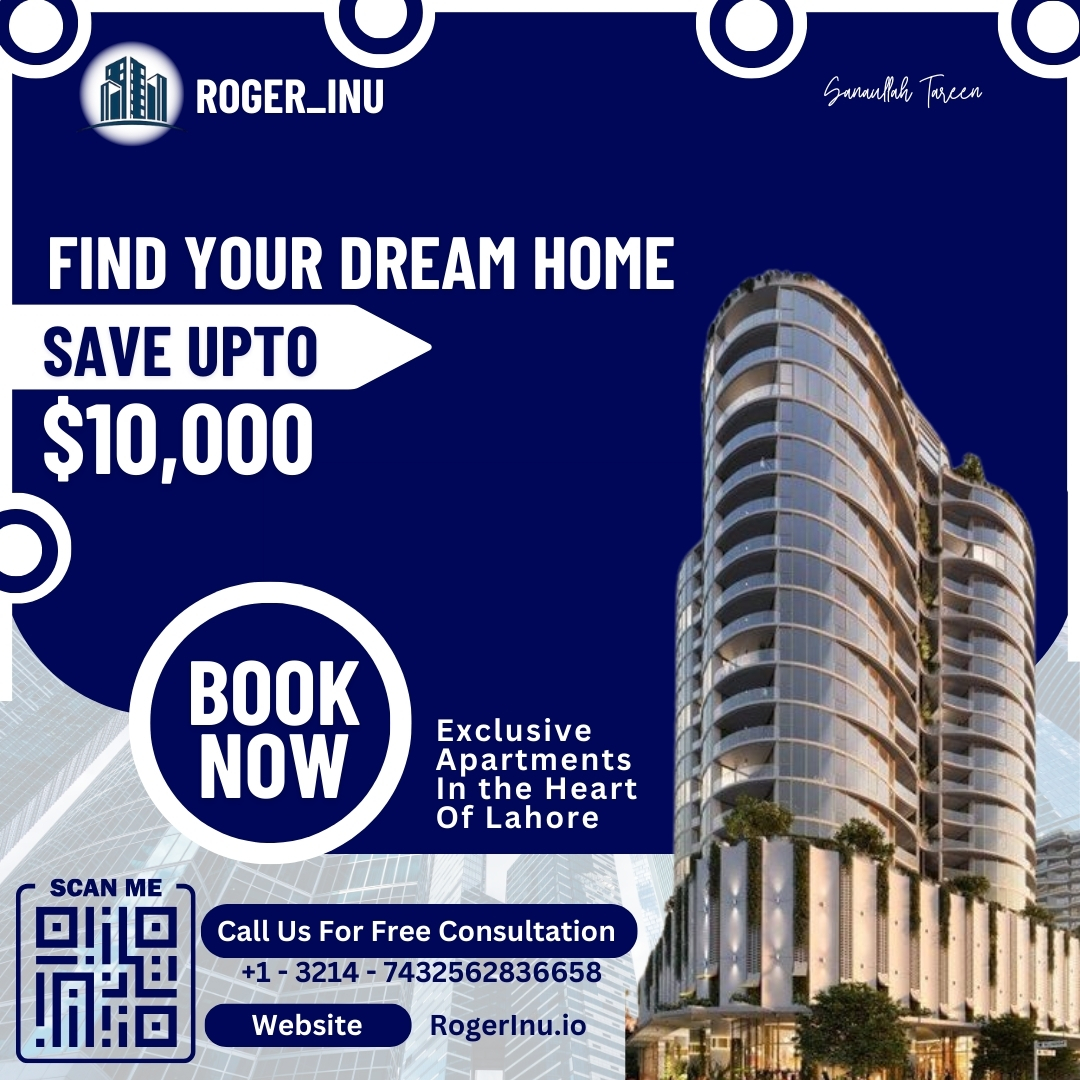 ROGER_INU
Sanaullah Tareen
FIND YOUR DREAM HOME
SAVE UPTO
$10,000
BOOK
NOW
Exclusive
Apartments
In the Heart
Of Lahore
SCAN ME
Call Us For Free Consultation
+1 - 3214 - 7432562836658
Website
RogerInu.io